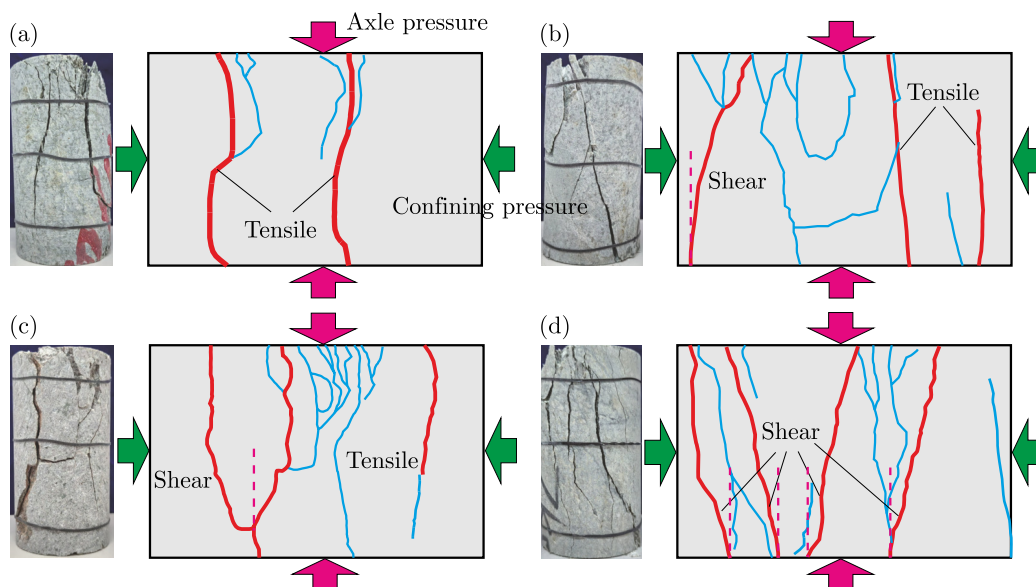 (a)
Axle pressure
(b)
Tensile
Shear
Confining pressure
Tensile
(c)
(d)
Shear
Tensile
Shear